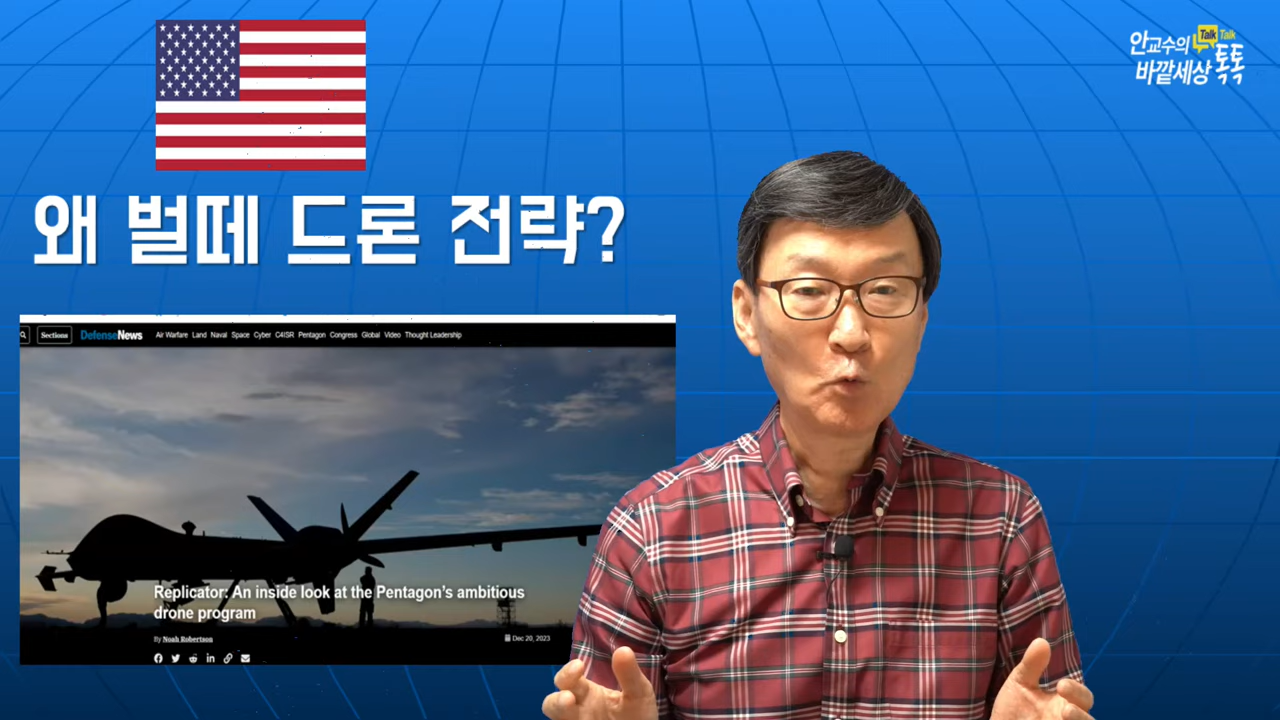 안교수의 Talk Talk
바깥세상 톡톡
왜 벌떼 드론 전략?
Sections DefenseNews Air Warfare Land Naval Space Cyber C4ISR Pentagon Congress Global Video Thought Leadership
Replicator: An inside look at the Pentagon's ambitious
drone program
By Noah Robertson Dec 20, 2023